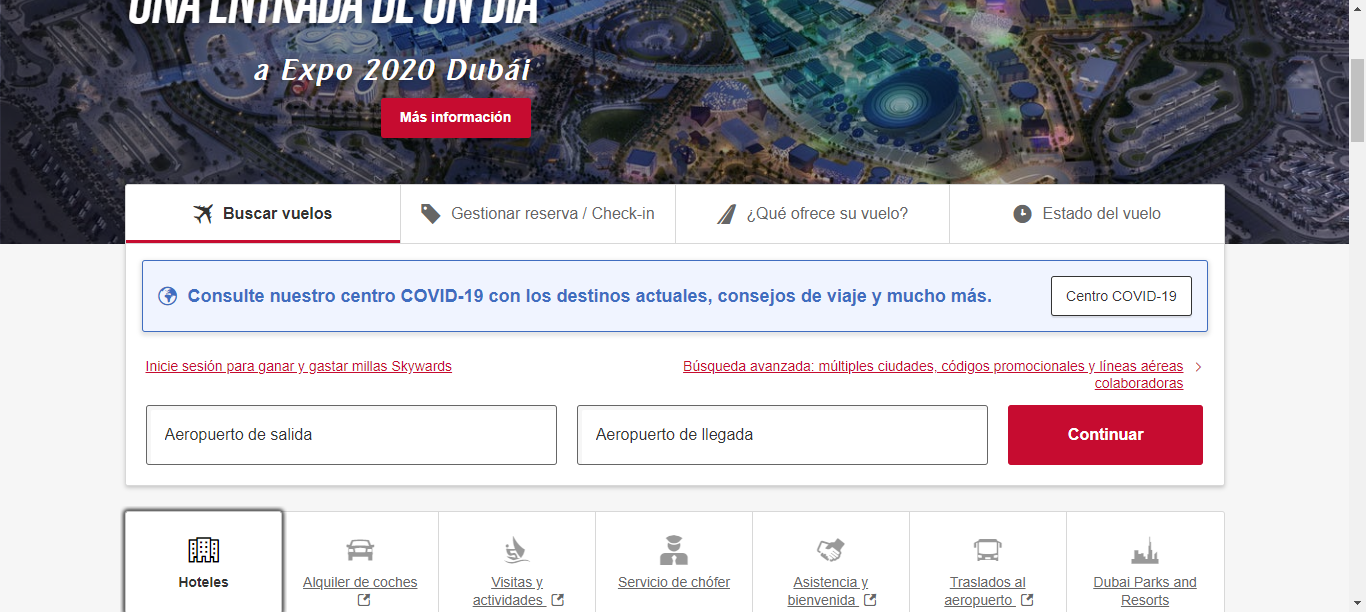 UNA ENTRADA DE UN DÍA
a Expo 2020 Dubái
Más información
Buscar vuelos
Gestionar reserva / Check-in
¿Qué ofrece su vuelo?
Estado del vuelo
Consulte nuestro centro COVID-19 con los destinos actuales, consejos de viaje y mucho más.
Centro COVID-19
Inicie sesión para ganar y gastar millas Skywards
Búsqueda avanzada: múltiples ciudades, códigos promocionales y líneas aéreas
colaboradoras
Aeropuerto de salida
Aeropuerto de llegada
Continuar
Hoteles
Alquiler de coches
Visitas y
actividades
Servicio de chófer
Asistencia y
bienvenida
Traslados al
aeropuerto
Dubai Parks and
Resorts